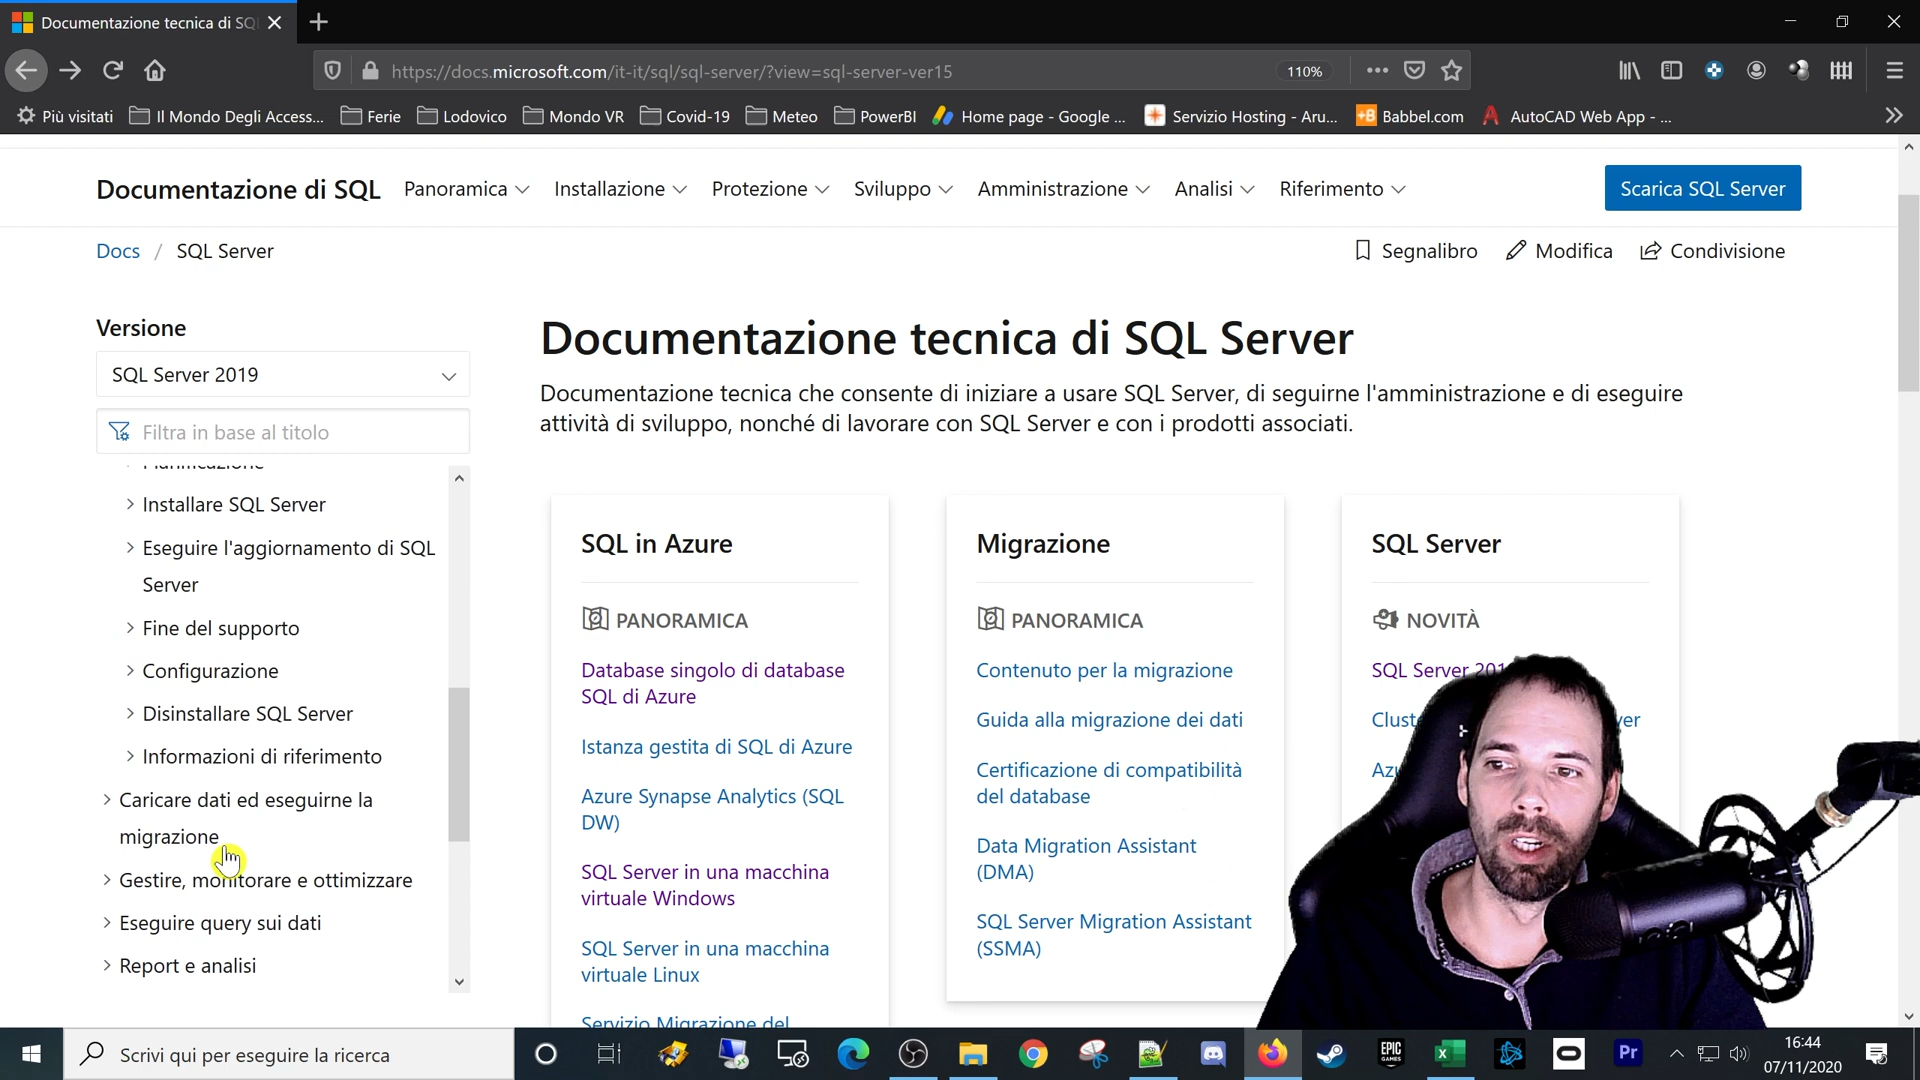 Documentazione tecnica di SQL
https://docs.microsoft.com/it-it/sql/sql-server/?view=sql-server-ver15
110%
Più visitati
Il Mondo Degli Access...
Ferie
Lodovico
Mondo VR
Covid-19
Meteo
PowerBI
Home page - Google ...
Servizio Hosting - Aru...
+B Babbel.com
AutoCAD Web App - ...
Documentazione di SQL
Panoramica
Installazione
Protezione
Sviluppo
Amministrazione
Analisi
Riferimento
Scarica SQL Server
Docs / SQL Server
Segnalibro
Modifica
Condivisione
Versione
SQL Server 2019
Filtra in base al titolo
Pianificazione
Installare SQL Server
Eseguire l'aggiornamento di SQL
Server
Fine del supporto
Configurazione
Disinstallare SQL Server
Informazioni di riferimento
Caricare dati ed eseguirne la
migrazione
Gestire, monitorare e ottimizzare
Eseguire query sui dati
Report e analisi
Documentazione tecnica di SQL Server
Documentazione tecnica che consente di iniziare a usare SQL Server, di seguirne l'amministrazione e di eseguire
attività di sviluppo, nonché di lavorare con SQL Server e con i prodotti associati.
SQL in Azure
PANORAMICA
Database singolo di database
SQL di Azure
Istanza gestita di SQL di Azure
Azure Synapse Analytics (SQL
DW)
SQL Server in una macchina
virtuale Windows
SQL Server in una macchina
virtuale Linux
Servizio Migrazione del
Migrazione
PANORAMICA
Contenuto per la migrazione
Guida alla migrazione dei dati
Certificazione di compatibilità
del database
Data Migration Assistant
(DMA)
SQL Server Migration Assistant
(SSMA)
SQL Server
NOVITÀ
SQL Server 201
Scrivi qui per eseguire la ricerca
EPIC
GAMES
Pr
16:44
07/11/2020